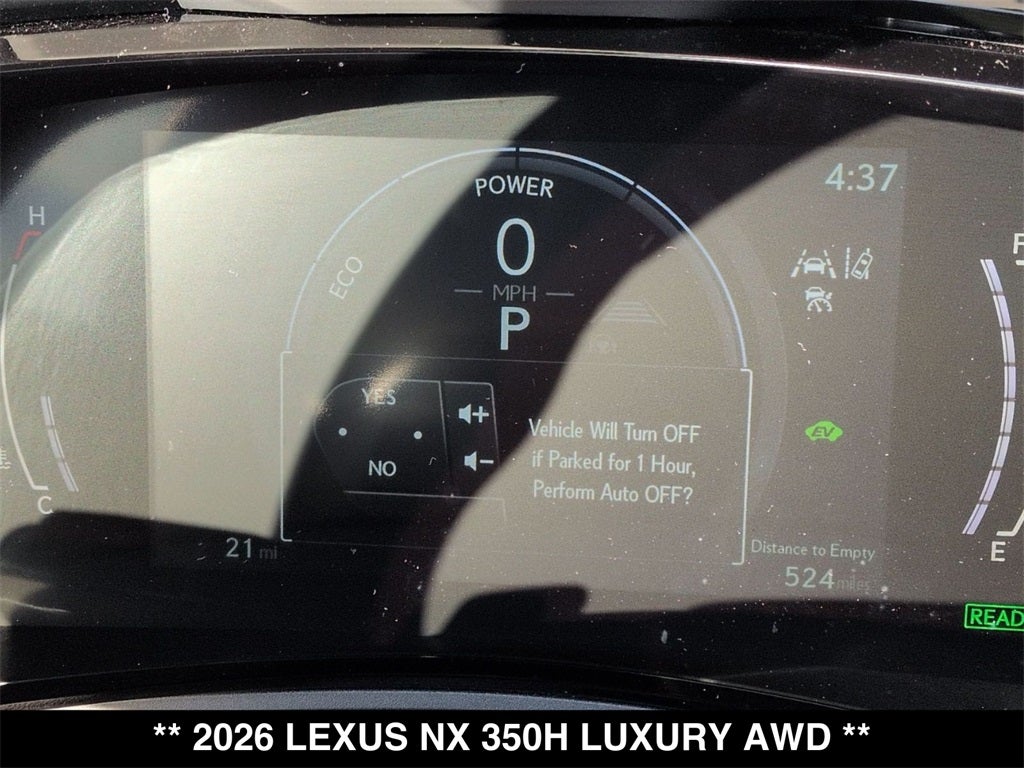 H
POWER
4:37
F
ECO
0
MPH
P
YES
+
Vehicle Will Turn OFF
EV
if Parked for 1 Hour,
NO
-
Perform Auto OFF?
C
21 mi
Distance to Empty
E
524 miles
READ
** 2026 LEXUS NX 350H LUXURY AWD **